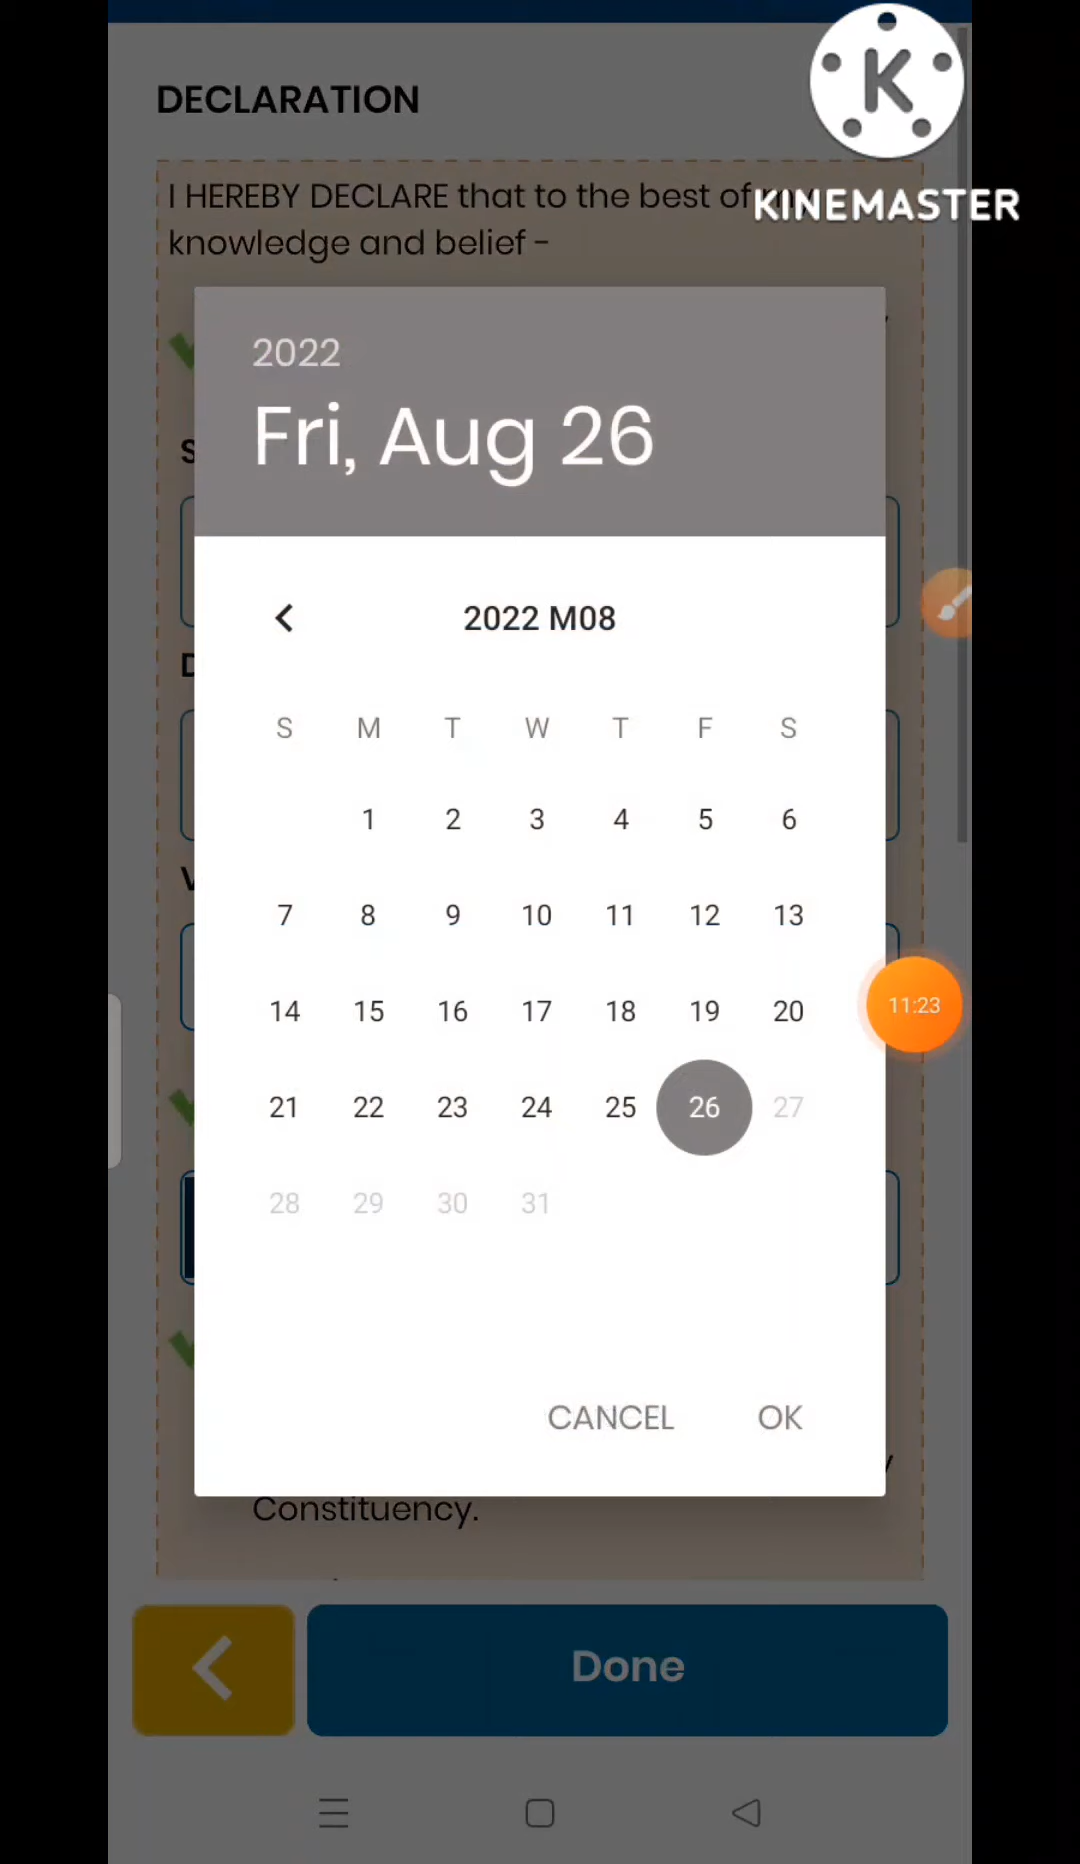 K
KINEMASTER
DECLARATION
I HEREBY DECLARE that to the best of
knowledge and belief -
2022
Fri, Aug 26
2022 M08
S M T W T F S
1 2 3 4 5 6
7 8 9 10 11 12 13
14 15 16 17 18 19 20
11:23
21 22 23 24 25 26 27
28 29 30 31
CANCEL OK
Constituency.
Done